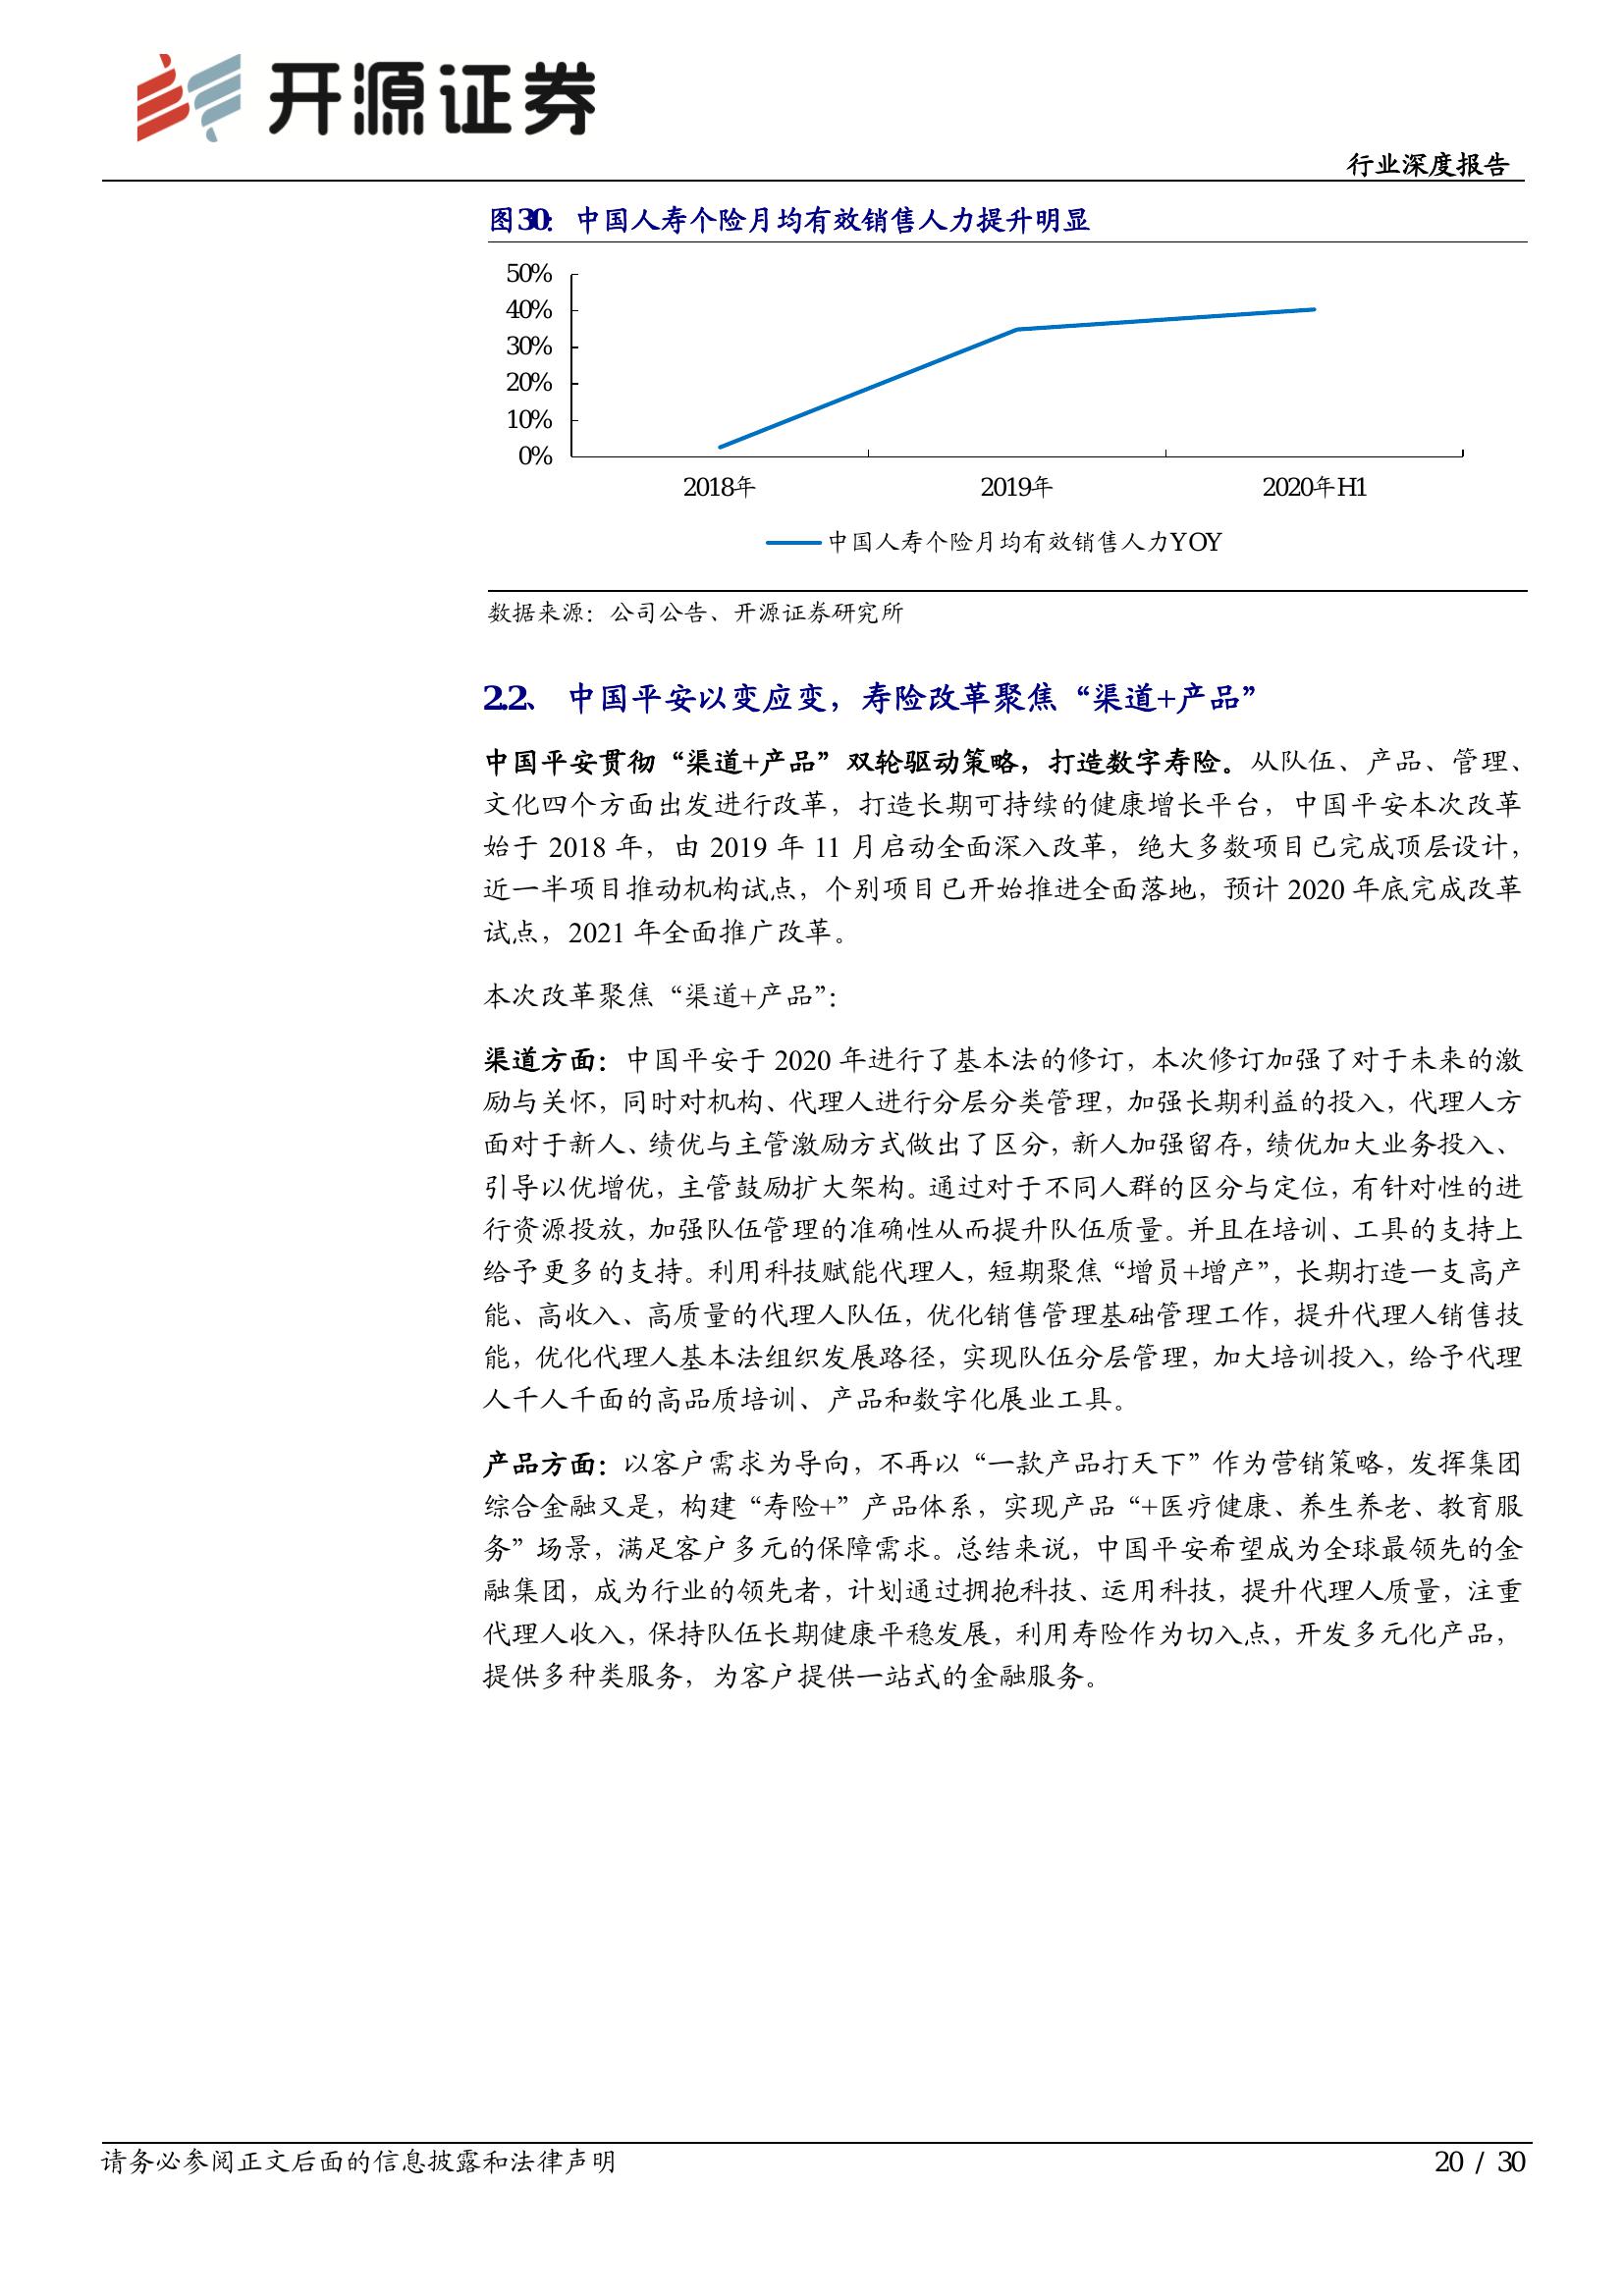 开源证券
行业深度报告
图30： 中国人寿个险月均有效销售人力提升明显
50%
40%
30%
20%
10%
0%
2018年
2019年
2020年H1
中国人寿个险月均有效销售人力YOY
数据来源：公司公告、开源证券研究所
2.2、 中国平安以变应变，寿险改革聚焦“渠道+产品”
中国平安贯彻“渠道+产品”双轮驱动策略，打造数字寿险。从队伍、产品、管理、
文化四个方面出发进行改革，打造长期可持续的健康增长平台，中国平安本次改革
始于 2018 年，由 2019 年 11 月启动全面深入改革，绝大多数项目已完成顶层设计，
近一半项目推动机构试点，个别项目已开始推进全面落地，预计 2020 年底完成改革
试点，2021 年全面推广改革。
本次改革聚焦“渠道+产品”：
渠道方面：中国平安于 2020 年进行了基本法的修订，本次修订加强了对于未来的激
励与关怀，同时对机构、代理人进行分层分类管理，加强长期利益的投入，代理人方
面对于新人、绩优与主管激励方式做出了区分，新人加强留存，绩优加大业务投入、
引导以优增优，主管鼓励扩大架构。通过对于不同人群的区分与定位，有针对性的进
行资源投放，加强队伍管理的准确性从而提升队伍质量。并且在培训、工具的支持上
给予更多的支持。利用科技赋能代理人，短期聚焦“增员+增产”，长期打造一支高产
能、高收入、高质量的代理人队伍，优化销售管理基础管理工作，提升代理人销售技
能，优化代理人基本法组织发展路径，实现队伍分层管理，加大培训投入，给予代理
人千人千面的高品质培训、产品和数字化展业工具。
产品方面：以客户需求为导向，不再以“一款产品打天下”作为营销策略，发挥集团
综合金融又是，构建“寿险+”产品体系，实现产品“+医疗健康、养生养老、教育服
务”场景，满足客户多元的保障需求。总结来说，中国平安希望成为全球最领先的金
融集团，成为行业的领先者，计划通过拥抱科技、运用科技，提升代理人质量，注重
代理人收入，保持队伍长期健康平稳发展，利用寿险作为切入点，开发多元化产品，
提供多种类服务，为客户提供一站式的金融服务。
请务必参阅正文后面的信息披露和法律声明
20 / 30